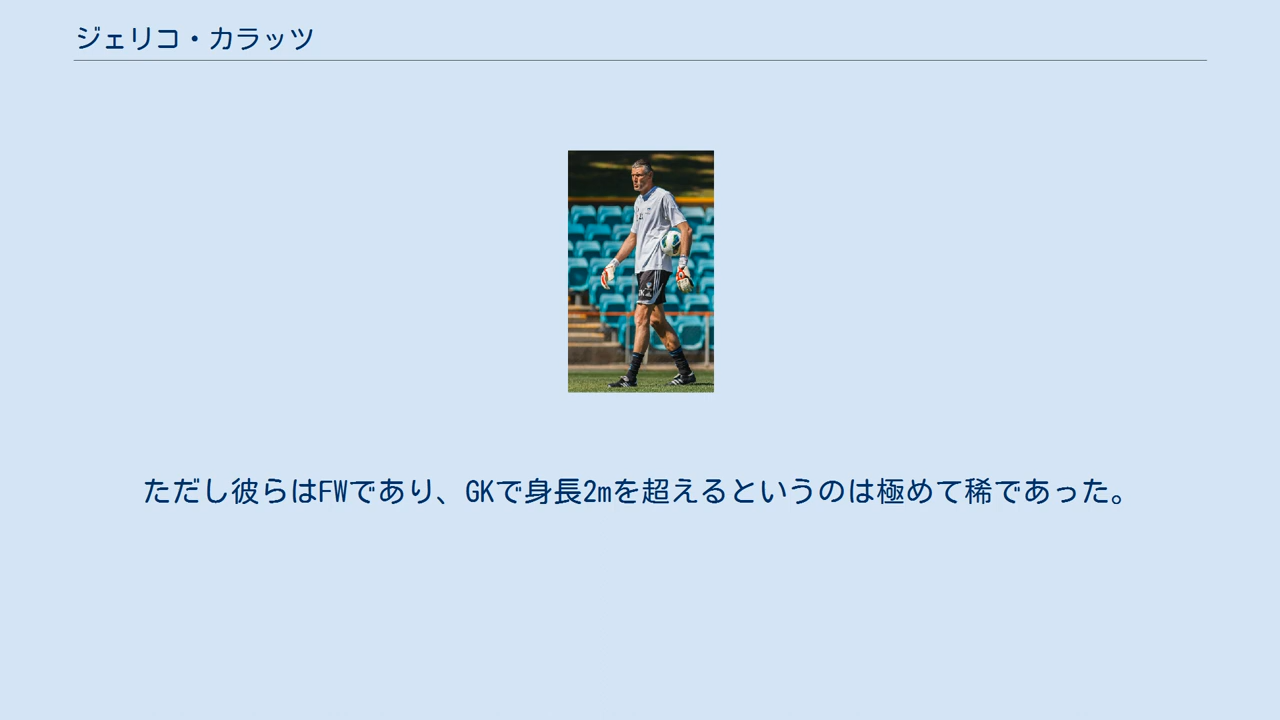 ジェリコ・カラッツ
ただし彼らはFWであり、GKで身長2mを超えるというのは極めて稀であった。